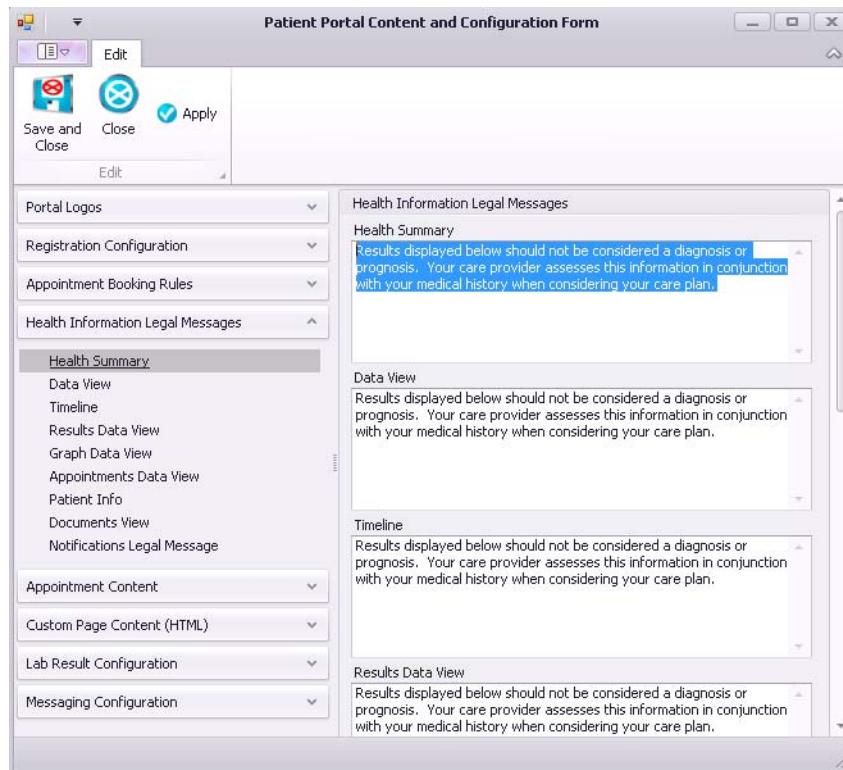 Patient Portal Content and Configuration Form
Edit
Save and
Close
Close
Apply
Edit
Portal Logos
Registration Configuration
Appointment Booking Rules
Health Information Legal Messages
Health Summary
Data View
Timeline
Results Data View
Graph Data View
Appointments Data View
Patient Info
Documents View
Notifications Legal Message
Appointment Content
Custom Page Content (HTML)
Lab Result Configuration
Messaging Configuration
Health Information Legal Messages
Health Summary
Results displayed below should not be considered a diagnosis or
prognosis.  Your care provider assesses this information in conjunction
with your medical history when considering your care plan.
Data View
Results displayed below should not be considered a diagnosis or
prognosis.  Your care provider assesses this information in conjunction
with your medical history when considering your care plan.
Timeline
Results displayed below should not be considered a diagnosis or
prognosis.  Your care provider assesses this information in conjunction
with your medical history when considering your care plan.
Results Data View
Results displayed below should not be considered a diagnosis or
prognosis.  Your care provider assesses this information in conjunction
with your medical history when considering your care plan.